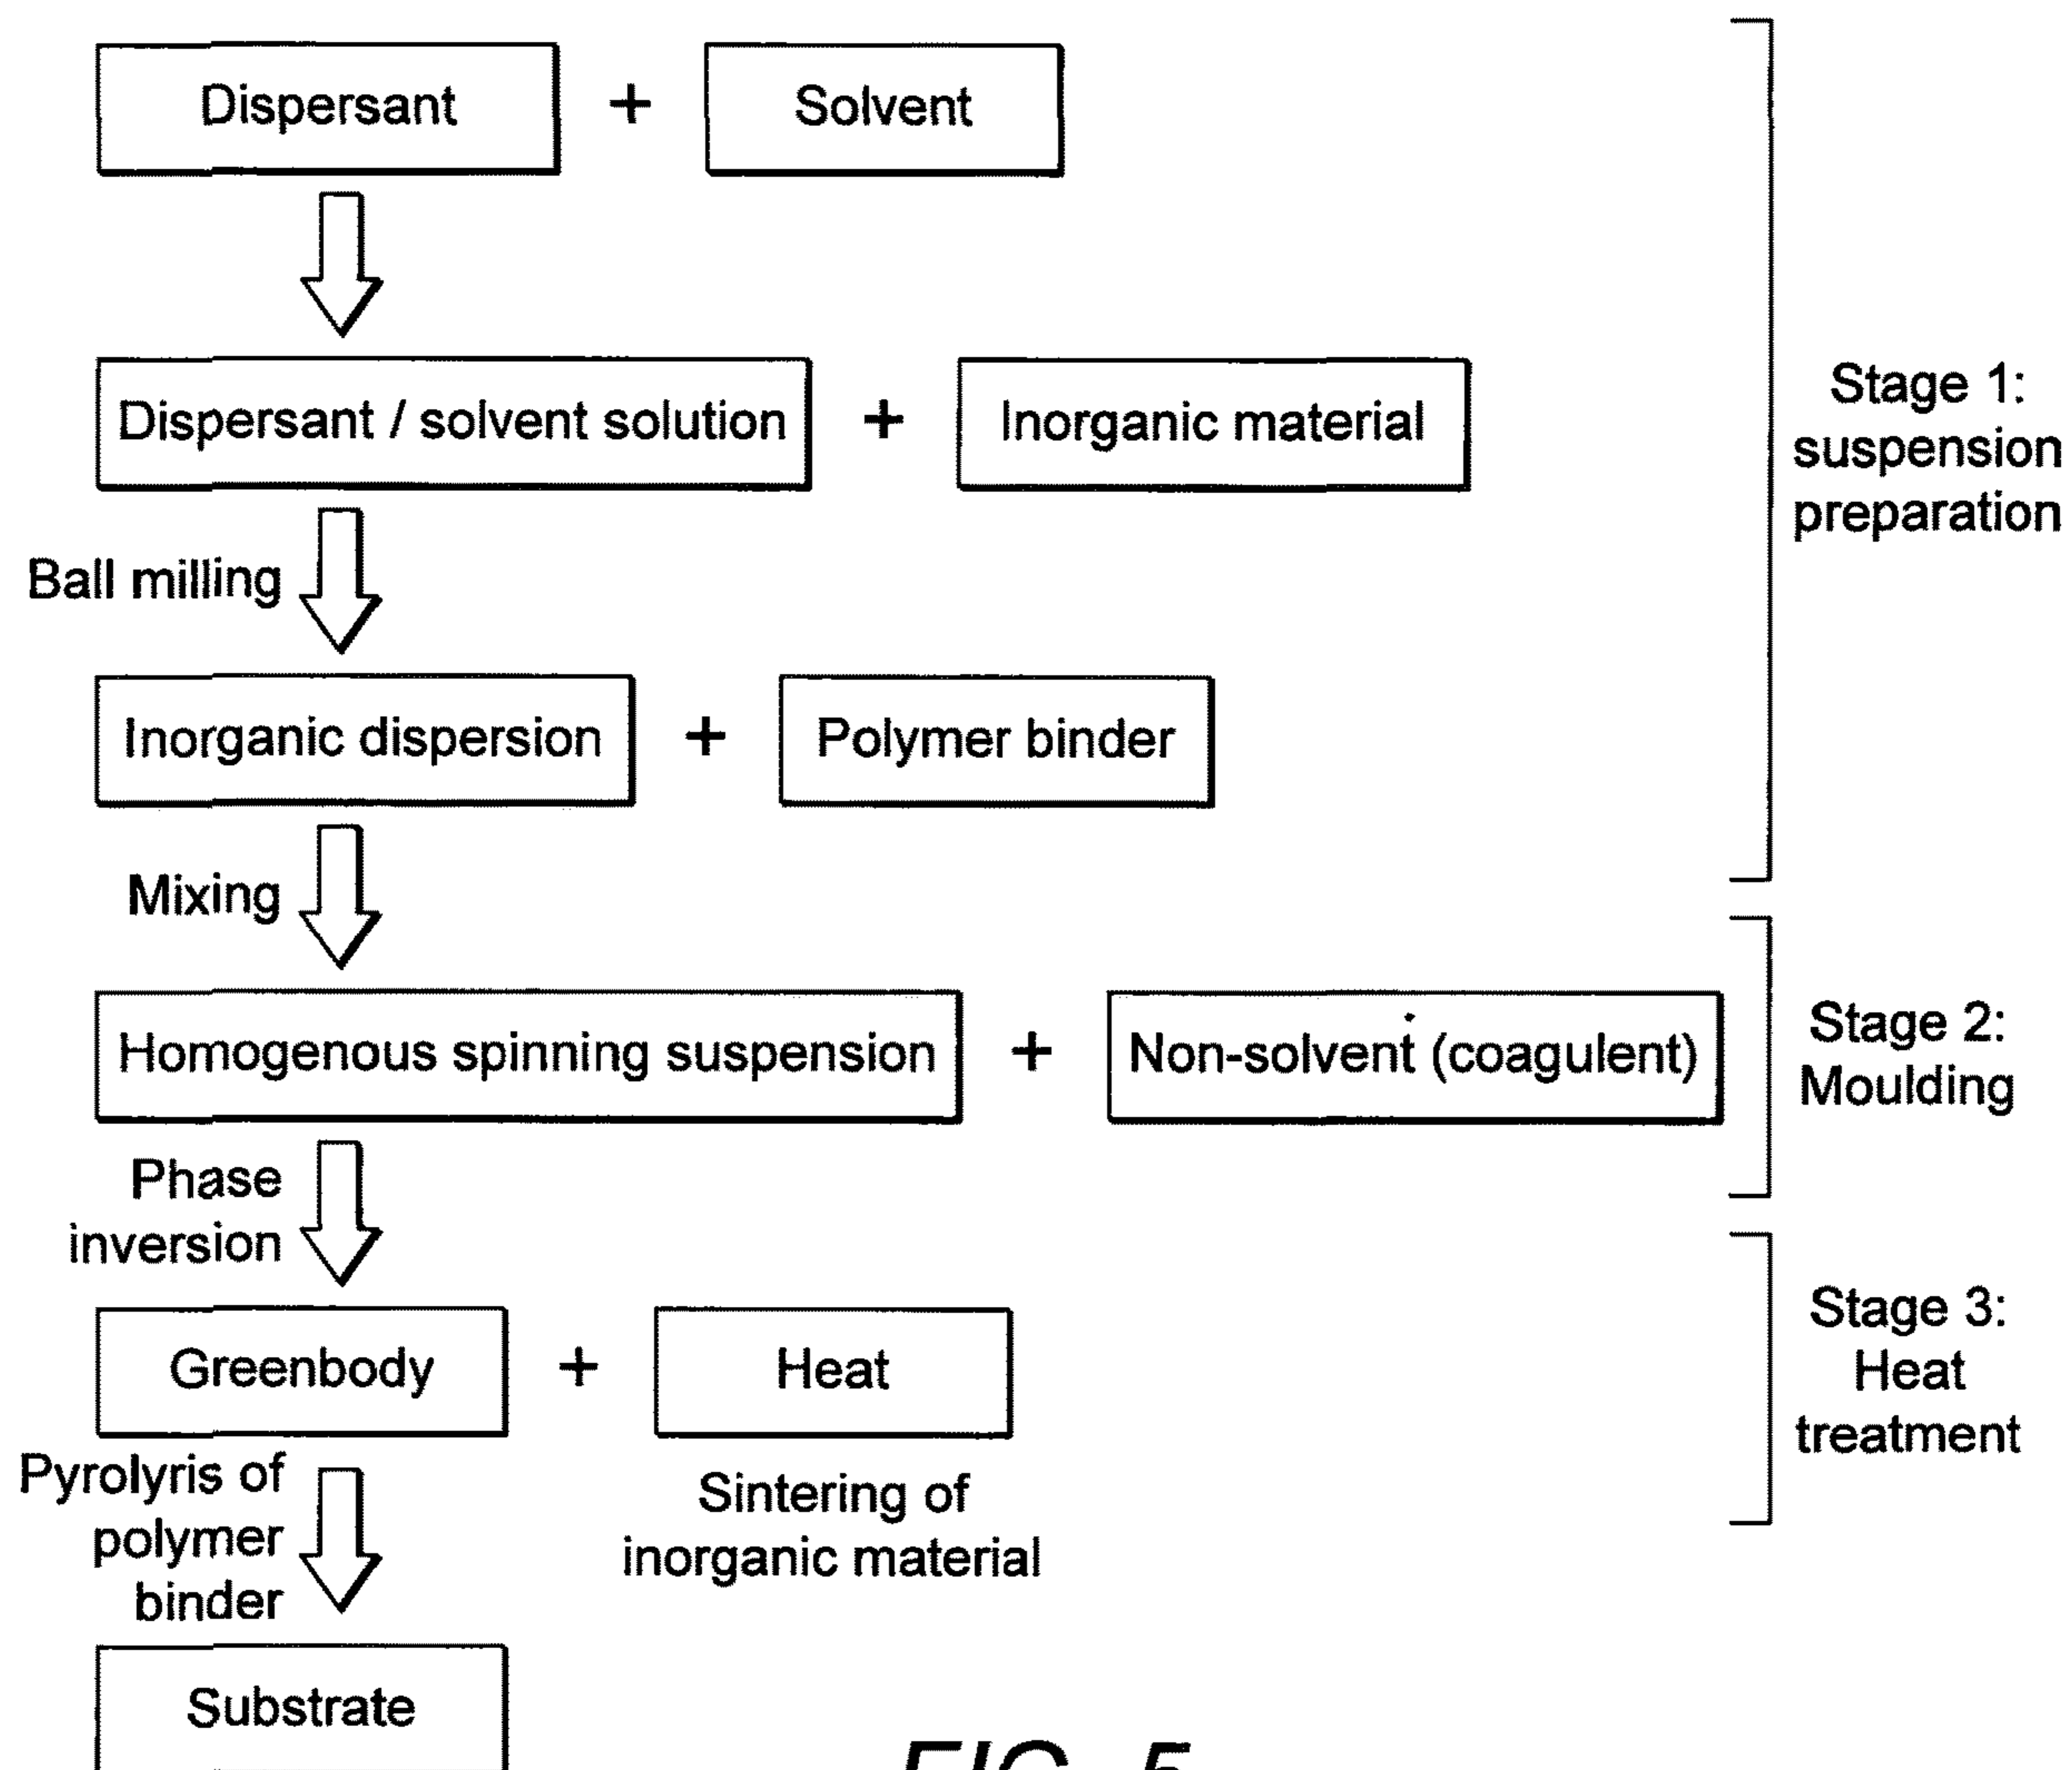 Dispersant + Solvent
Dispersant / solvent solution + Inorganic material
Stage 1:
suspension
preparation
Ball milling
Inorganic dispersion + Polymer binder
Mixing
Homogenous spinning suspension + Non-solvent (coagulent)
Stage 2:
Moulding
Phase
inversion
Greenbody + Heat
Stage 3:
Heat
treatment
Pyrolyris of
polymer
binder
Sintering of
inorganic material
Substrate
FIG. 5